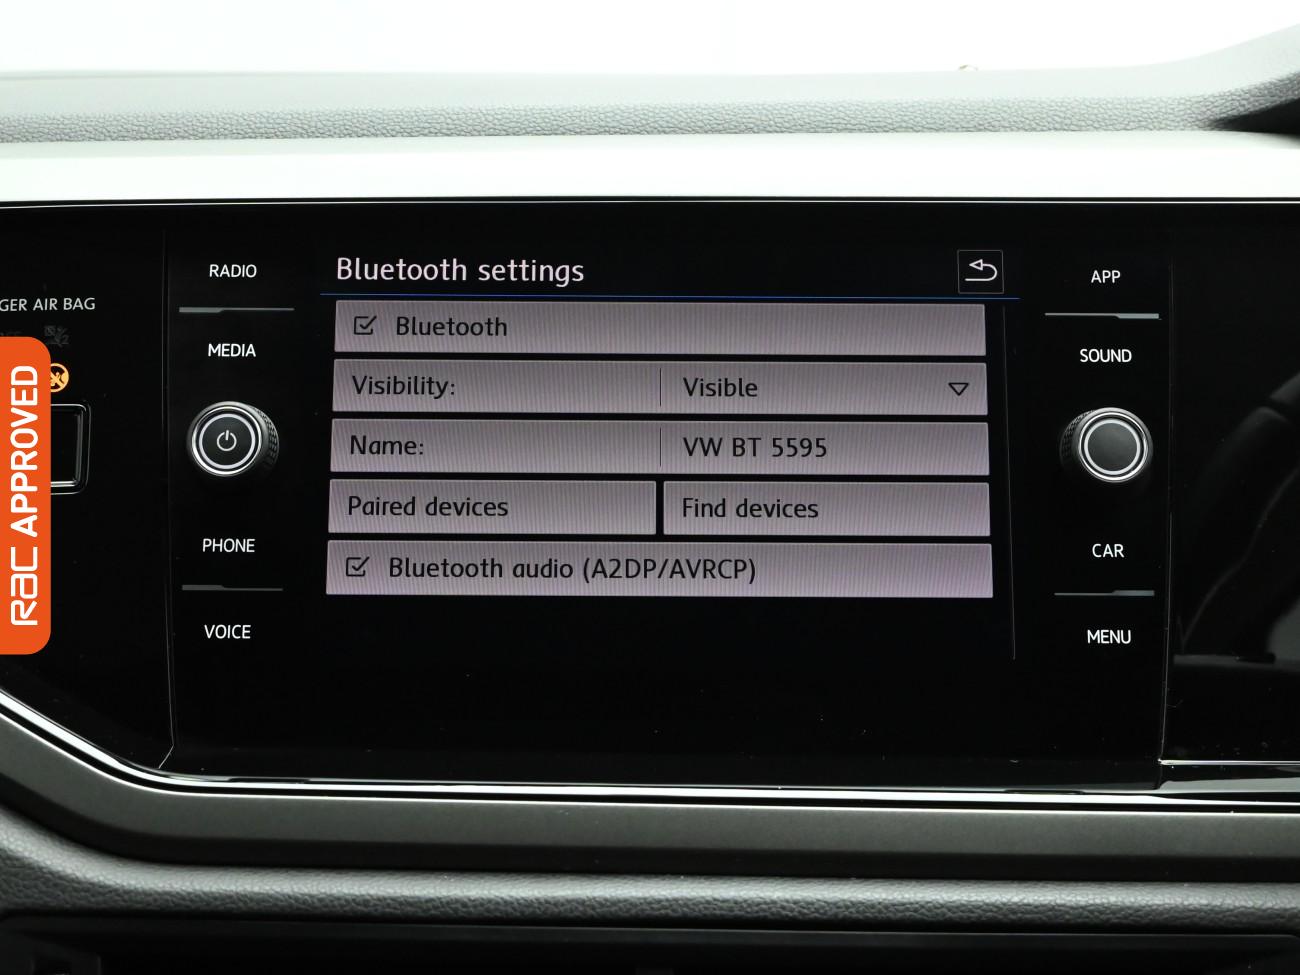 GER AIR BAG
RAC APPROVED
RADIO
MEDIA
PHONE
VOICE
Bluetooth settings
Bluetooth
Visibility: Visible
Name: VW BT 5595
Paired devices Find devices
Bluetooth audio (A2DP/AVRCP)
APP
SOUND
CAR
MENU